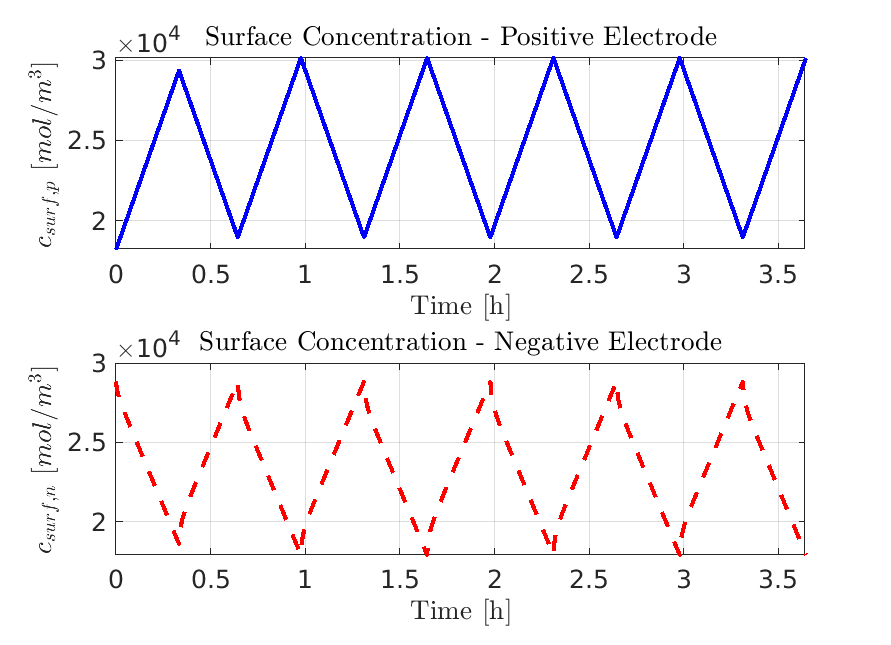 ×10^4
Surface Concentration - Positive Electrode
c_{surf,p} [mol/m^3]
3
2.5
2
0 0.5 1 1.5 2 2.5 3 3.5
Time [h]
×10^4
Surface Concentration - Negative Electrode
c_{surf,n} [mol/m^3]
3
2.5
2
0 0.5 1 1.5 2 2.5 3 3.5
Time [h]